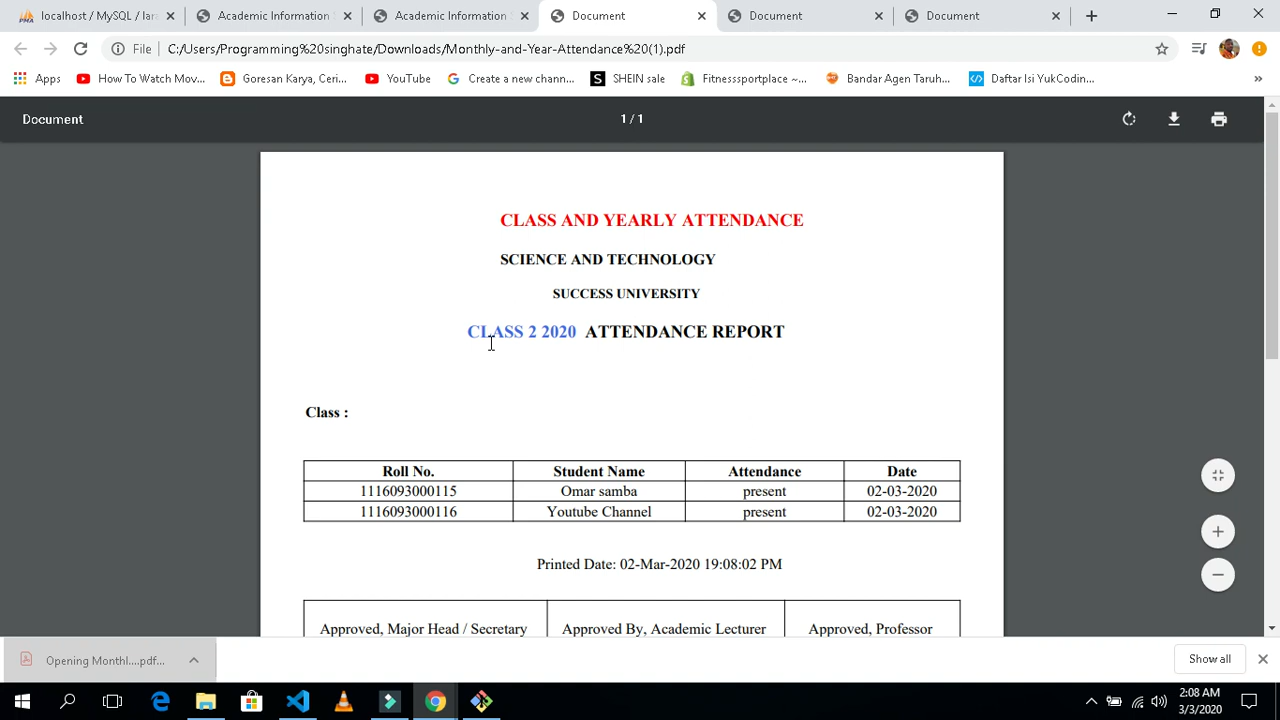 localhost / MySQL / lar
Academic Information
Academic Information
Document
Document
Document
File
C:/Users/Programming%20singhate/Downloads/Monthly-and-Year-Attendance%20(1).pdf
Apps
How To Watch Mov...
Goresan Karya, Ceri...
YouTube
Create a new chann...
SHEIN sale
Fitnesssportplace ~...
Bandar Agen Taruh...
Daftar Isi YukCodin...
Document
1 / 1
CLASS AND YEARLY ATTENDANCE
SCIENCE AND TECHNOLOGY
SUCCESS UNIVERSITY
CLASS 2 2020 ATTENDANCE REPORT
Class :
Roll No. Student Name Attendance Date
1116093000115 Omar samba present 02-03-2020
1116093000116 Youtube Channel present 02-03-2020
Printed Date: 02-Mar-2020 19:08:02 PM
Approved, Major Head / Secretary Approved By, Academic Lecturer Approved, Professor
Opening Monthl....pdf...
Show all
2:08 AM
3/3/2020